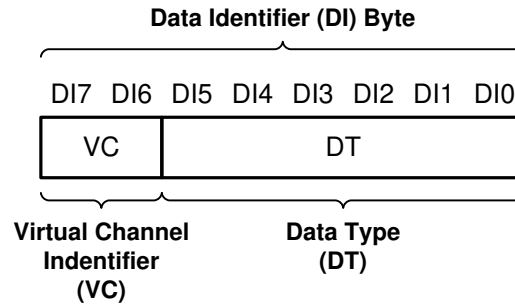 Data Identifier (DI) Byte
DI7 DI6 DI5 DI4 DI3 DI2 DI1 DI0
VC DT
Virtual Channel
Indentifier
(VC)
Data Type
(DT)